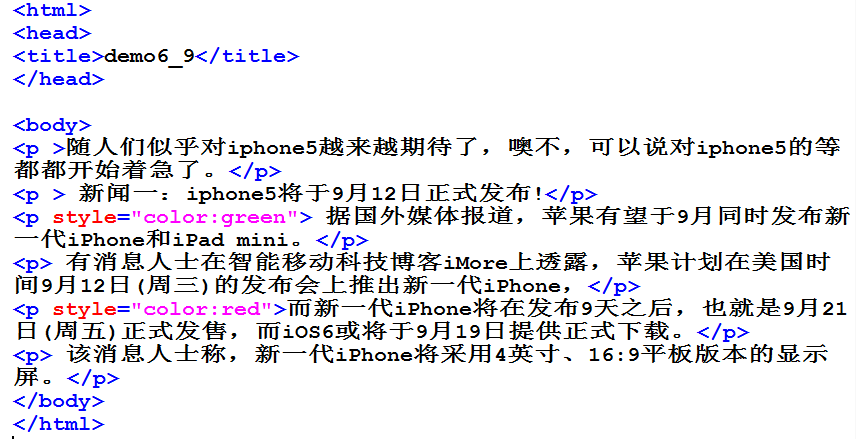 <html>
<head>
<title>demo6_9</title>
</head>
<body>
<p >随人们似乎对iphone5越来越期待了，噢不，可以说对iphone5的等
都都开始着急了。</p>
<p > 新闻一：iphone5将于9月12日正式发布!</p>
<p style="color:green"> 据国外媒体报道，苹果有望于9月同时发布新
一代iPhone和iPad mini。</p>
<p> 有消息人士在智能移动科技博客iMore上透露，苹果计划在美国时
间9月12日(周三)的发布会上推出新一代iPhone，</p>
<p style="color:red">而新一代iPhone将在发布9天之后，也就是9月21
日(周五)正式发售，而iOS6或将于9月19日提供正式下载。</p>
<p> 该消息人士称，新一代iPhone将采用4英寸、16:9平板版本的显示
屏。</p>
</body>
</html>